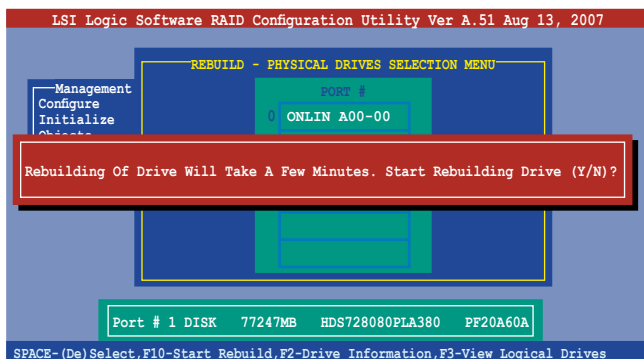 LSI Logic Software RAID Configuration Utility Ver A.51 Aug 13, 2007
REBUILD - PHYSICAL DRIVES SELECTION MENU
Management
PORT #
Configure
Initialize
0 ONLIN A00-00
Objects
Rebuilding Of Drive Will Take A Few Minutes. Start Rebuilding Drive (Y/N)?
Port # 1 DISK 77247MB HDS728080PLA380 PF20A60A
SPACE-(De)Select,F10-Start Rebuild,F2-Drive Information,F3-View Logical Drives